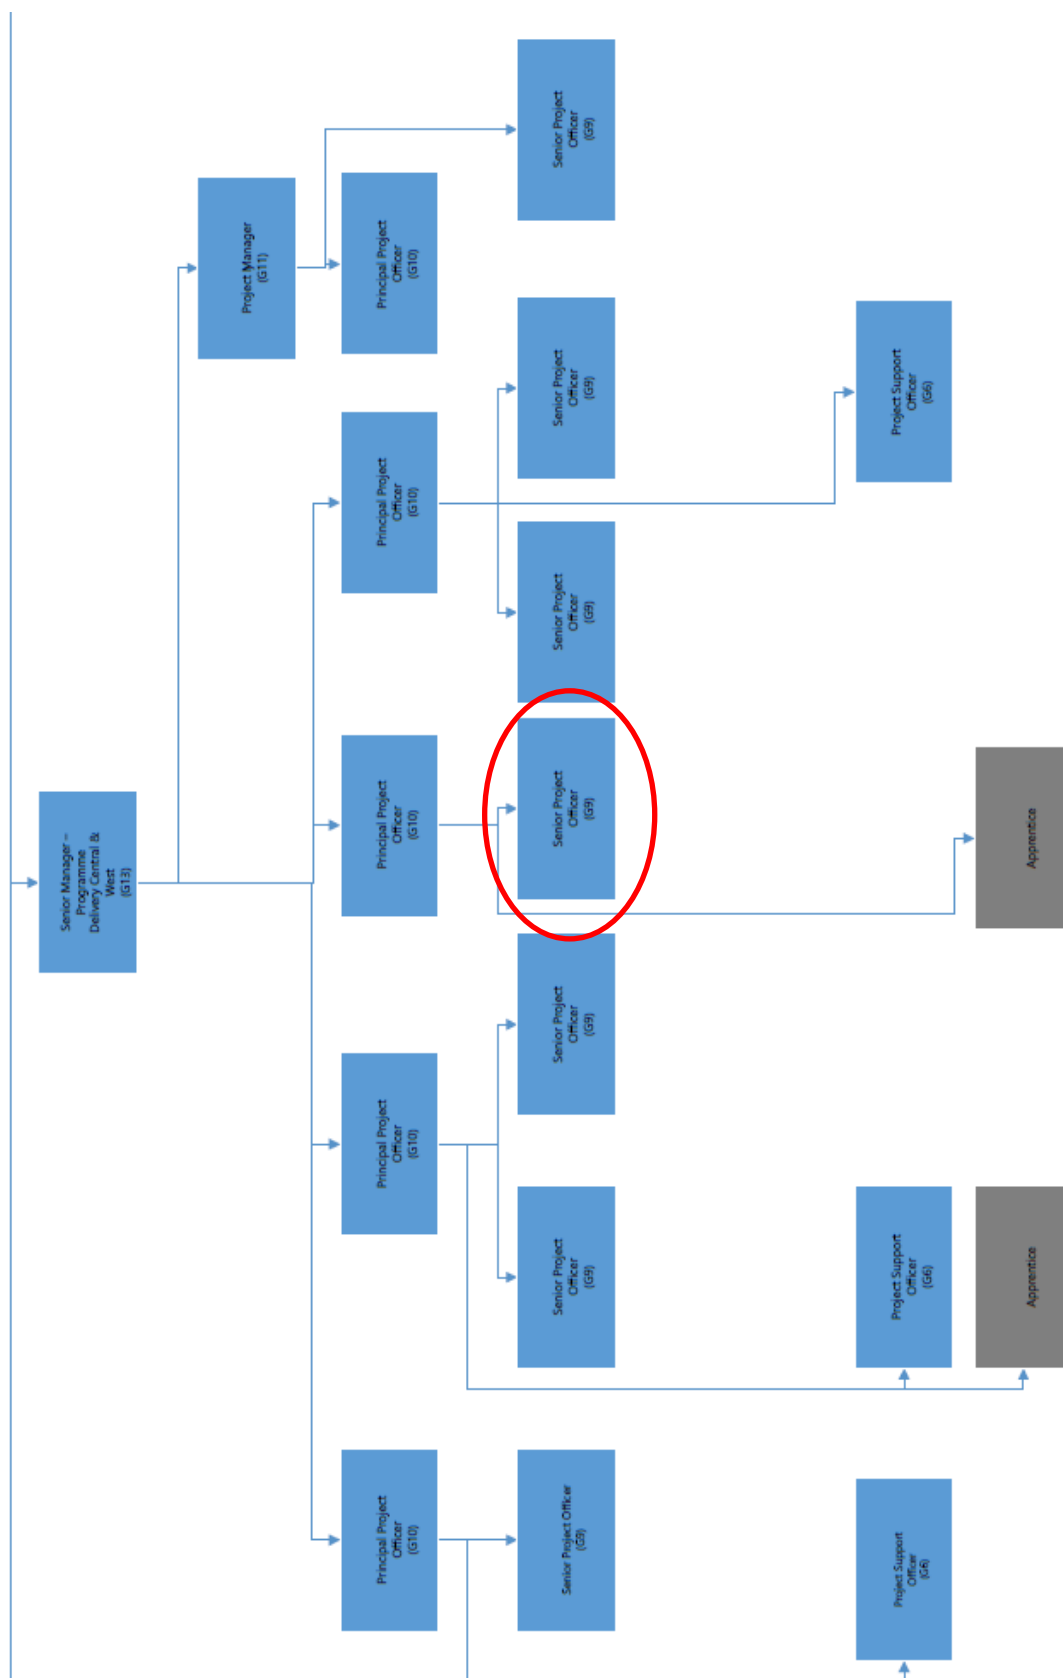 Senior Manager –
Programme
Delivery Central &
West
(G13)
Project Manager
(G11)
Principal Project
Officer
(G10)
Principal Project
Officer
(G10)
Principal Project
Officer
(G10)
Principal Project
Officer
(G10)
Principal Project
Officer
(G10)
Senior Project Officer
(G9)
Senior Project
Officer
(G9)
Senior Project
Officer
(G9)
Senior Project
Officer
(G9)
Senior Project
Officer
(G9)
Senior Project
Officer
(G9)
Senior Project
Officer
(G9)
Project Support
Officer
(G6)
Project Support
Officer
(G6)
Project Support
Officer
(G6)
Apprentice
Apprentice